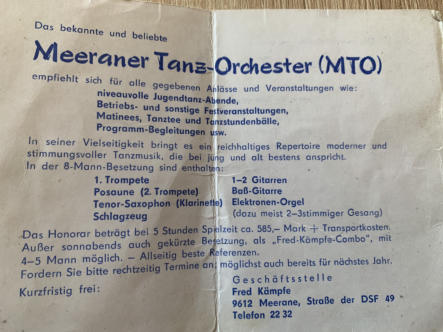 Das bekannte und beliebte
Meeraner Tanz-Orchester (MTO)
empfiehlt sich für alle gegebenen Anlässe und Veranstaltungen wie:
niveauvolle Jugendtanz-Abende,
Betriebs- und sonstige Festveranstaltungen,
Matinees, Tanztee und Tanzstundenbälle,
Programm-Begleitungen usw.
In seiner Vielseitigkeit bringt es ein reichhaltiges Repertoire moderner und
stimmungsvoller Tanzmusik, die bei jung und alt bestens anspricht.
In der 8-Mann-Besetzung sind enthalten:
1. Trompete 1–2 Gitarren
Posaune (2. Trompete) Baß-Gitarre
Tenor-Saxophon (Klarinette) Elektronen-Orgel
Schlagzeug (dazu meist 2–3stimmiger Gesang)
Das Honorar beträgt bei 5 Stunden Spielzeit ca. 585,– Mark + Transportkosten.
Außer sonnabends auch gekürzte Besetzung, als „Fred-Kämpfe-Combo“, mit
4–5 Mann möglich. – Allseitig beste Referenzen.
Fordern Sie bitte rechtzeitig Termine an; möglichst auch bereits für nächstes Jahr.
Kurzfristig frei:
Geschäftsstelle
Fred Kämpfe
9612 Meerane, Straße der DSF 49
Telefon 22 32